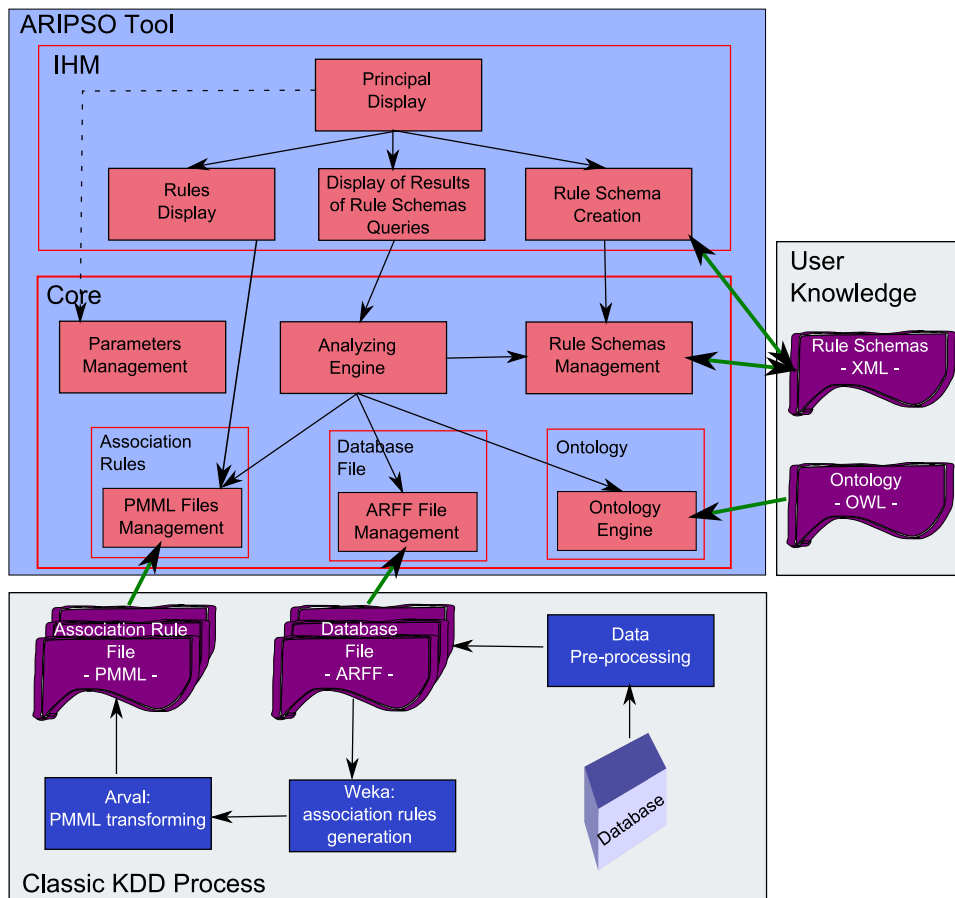 ARIPSO Tool
IHM
Principal
Display
Rules
Display
Display of Results
of Rule Schemas
Queries
Rule Schema
Creation
Core
Parameters
Management
Analyzing
Engine
Rule Schemas
Management
Association
Rules
PMML Files
Management
Database
File
ARFF File
Management
Ontology
Ontology
Engine
User
Knowledge
Rule Schemas
- XML -
Ontology
- OWL -
Association Rule
File
- PMML -
Database
File
- ARFF -
Data
Pre-processing
Arval:
PMML transforming
Weka:
association rules
generation
Database
Classic KDD Process